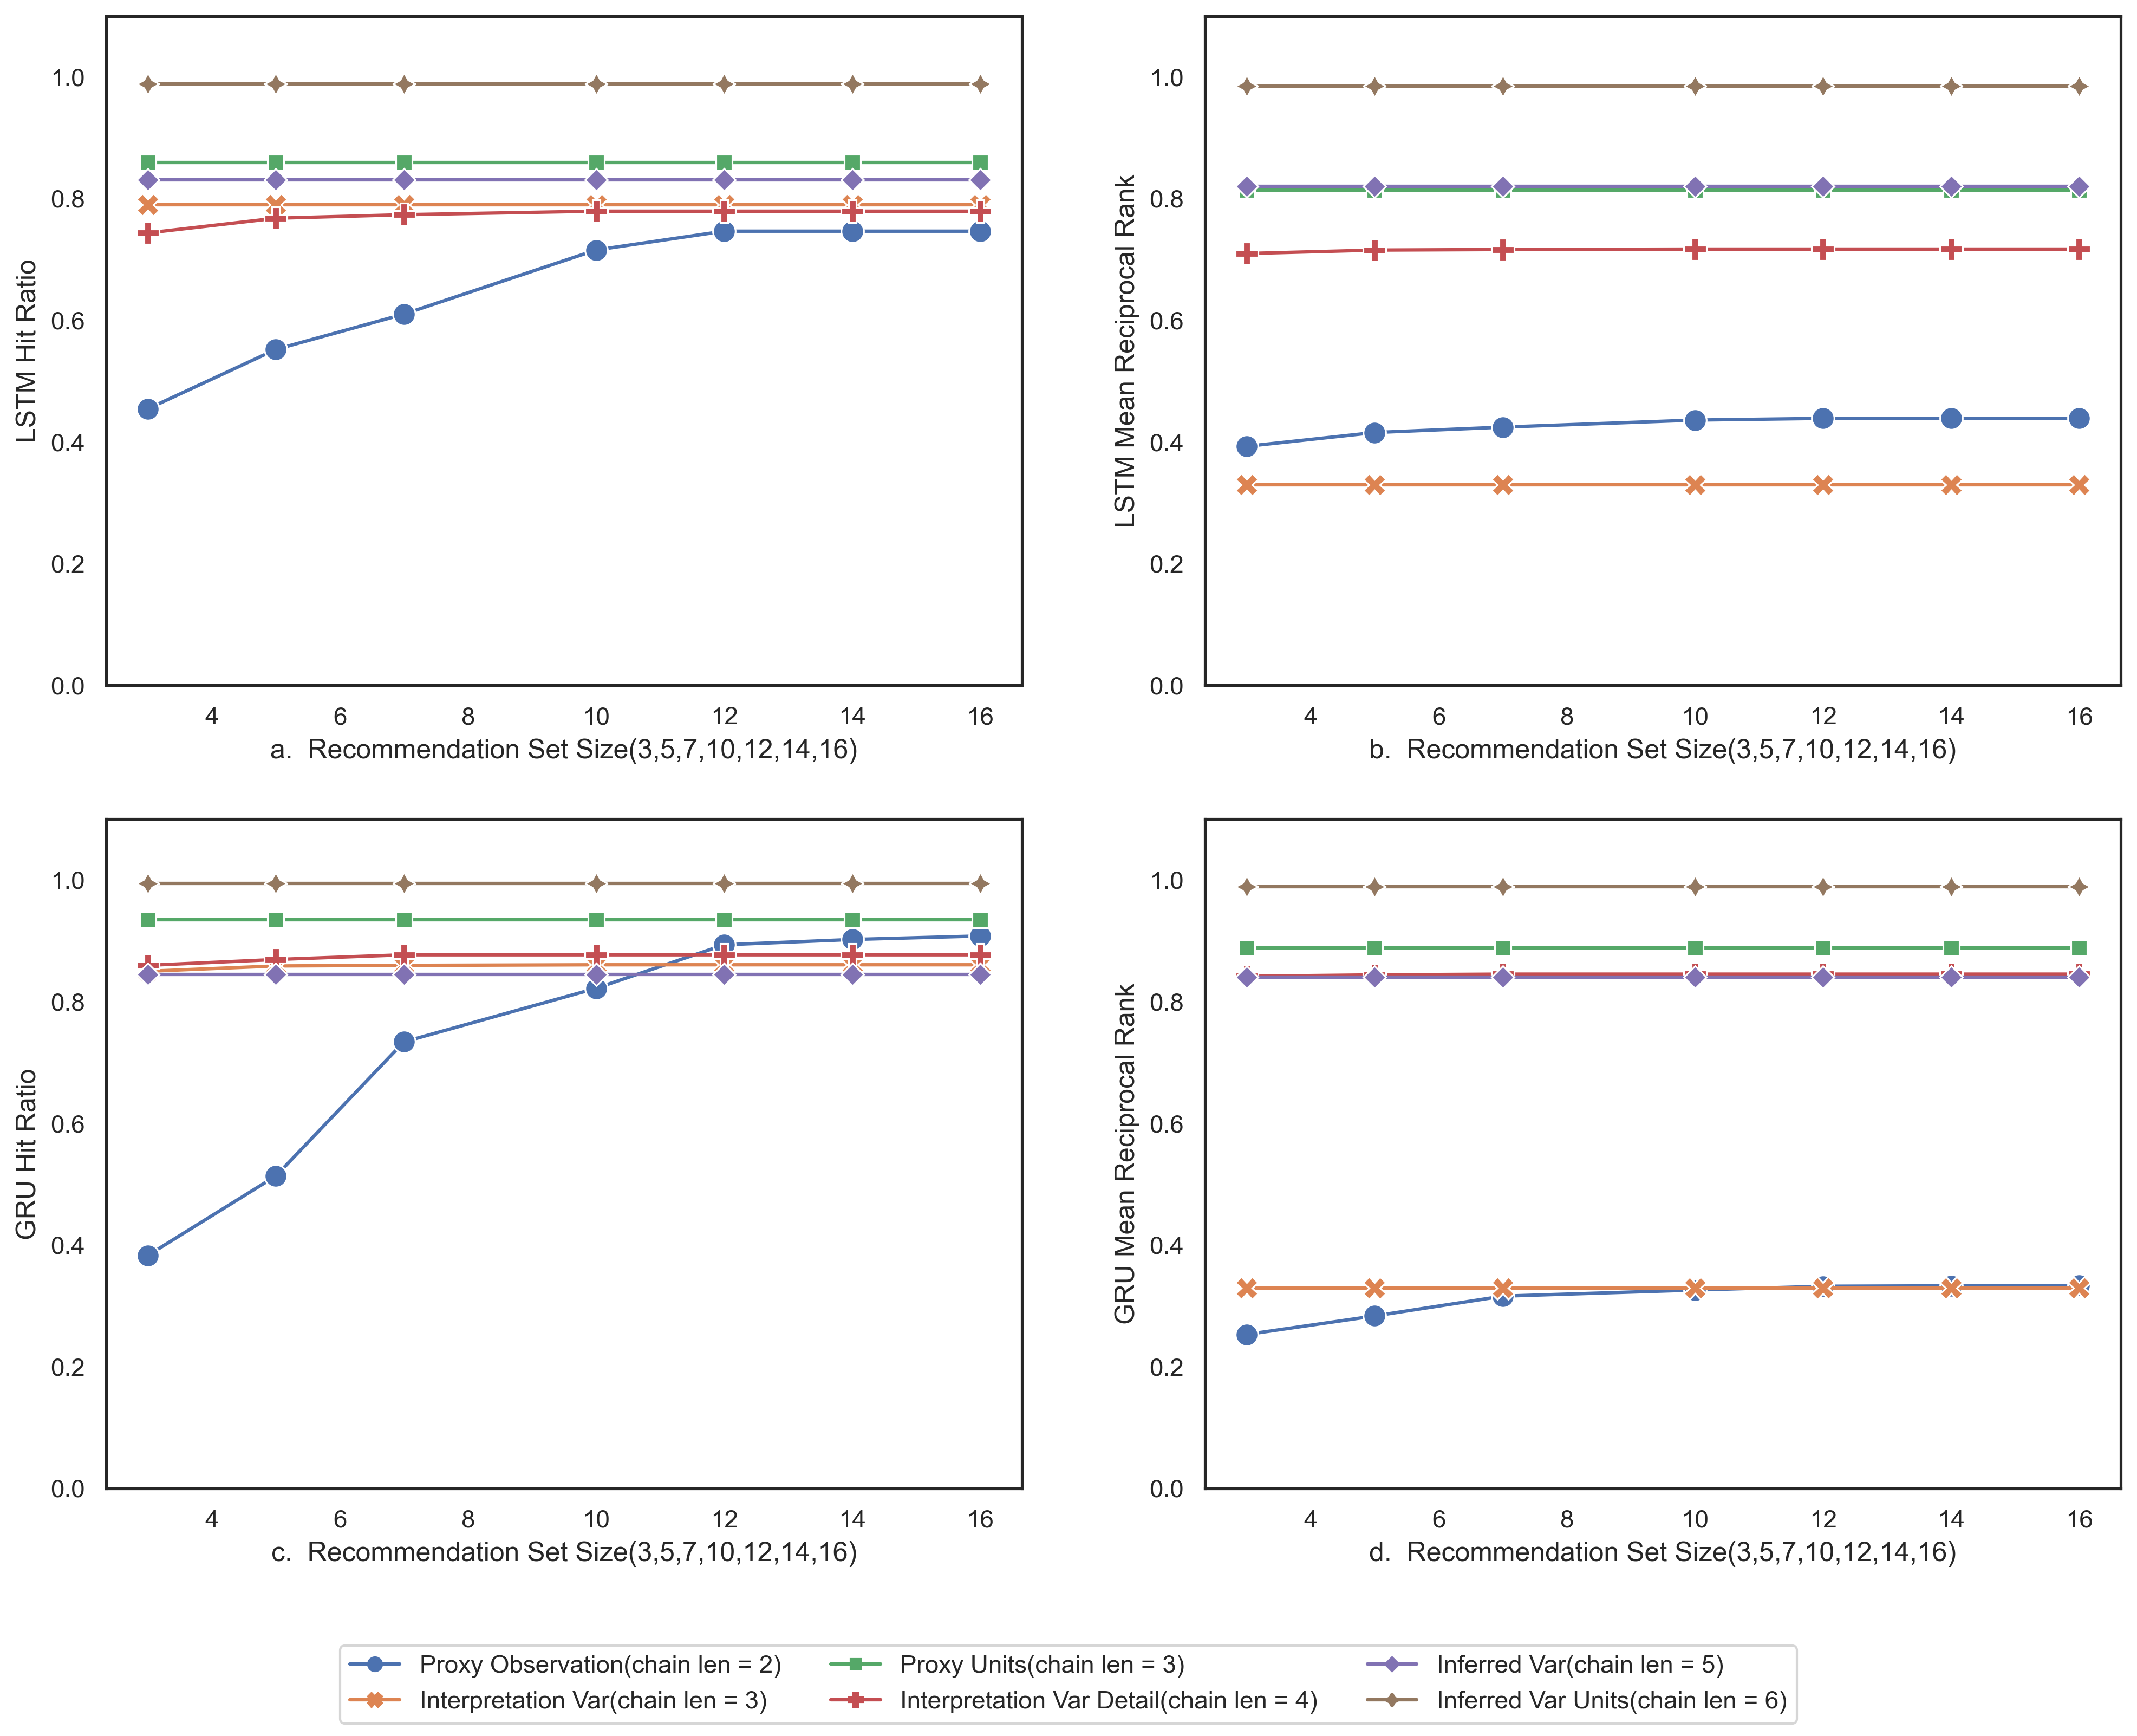 LSTM Hit Ratio
1.0
0.8
0.6
0.4
0.2
0.0
4 6 8 10 12 14 16
a.  Recommendation Set Size(3,5,7,10,12,14,16)
LSTM Mean Reciprocal Rank
1.0
0.8
0.6
0.4
0.2
0.0
4 6 8 10 12 14 16
b.  Recommendation Set Size(3,5,7,10,12,14,16)
GRU Hit Ratio
1.0
0.8
0.6
0.4
0.2
0.0
4 6 8 10 12 14 16
c.  Recommendation Set Size(3,5,7,10,12,14,16)
GRU Mean Reciprocal Rank
1.0
0.8
0.6
0.4
0.2
0.0
4 6 8 10 12 14 16
d.  Recommendation Set Size(3,5,7,10,12,14,16)
Proxy Observation(chain len = 2)
Interpretation Var(chain len = 3)
Proxy Units(chain len = 3)
Interpretation Var Detail(chain len = 4)
Inferred Var(chain len = 5)
Inferred Var Units(chain len = 6)